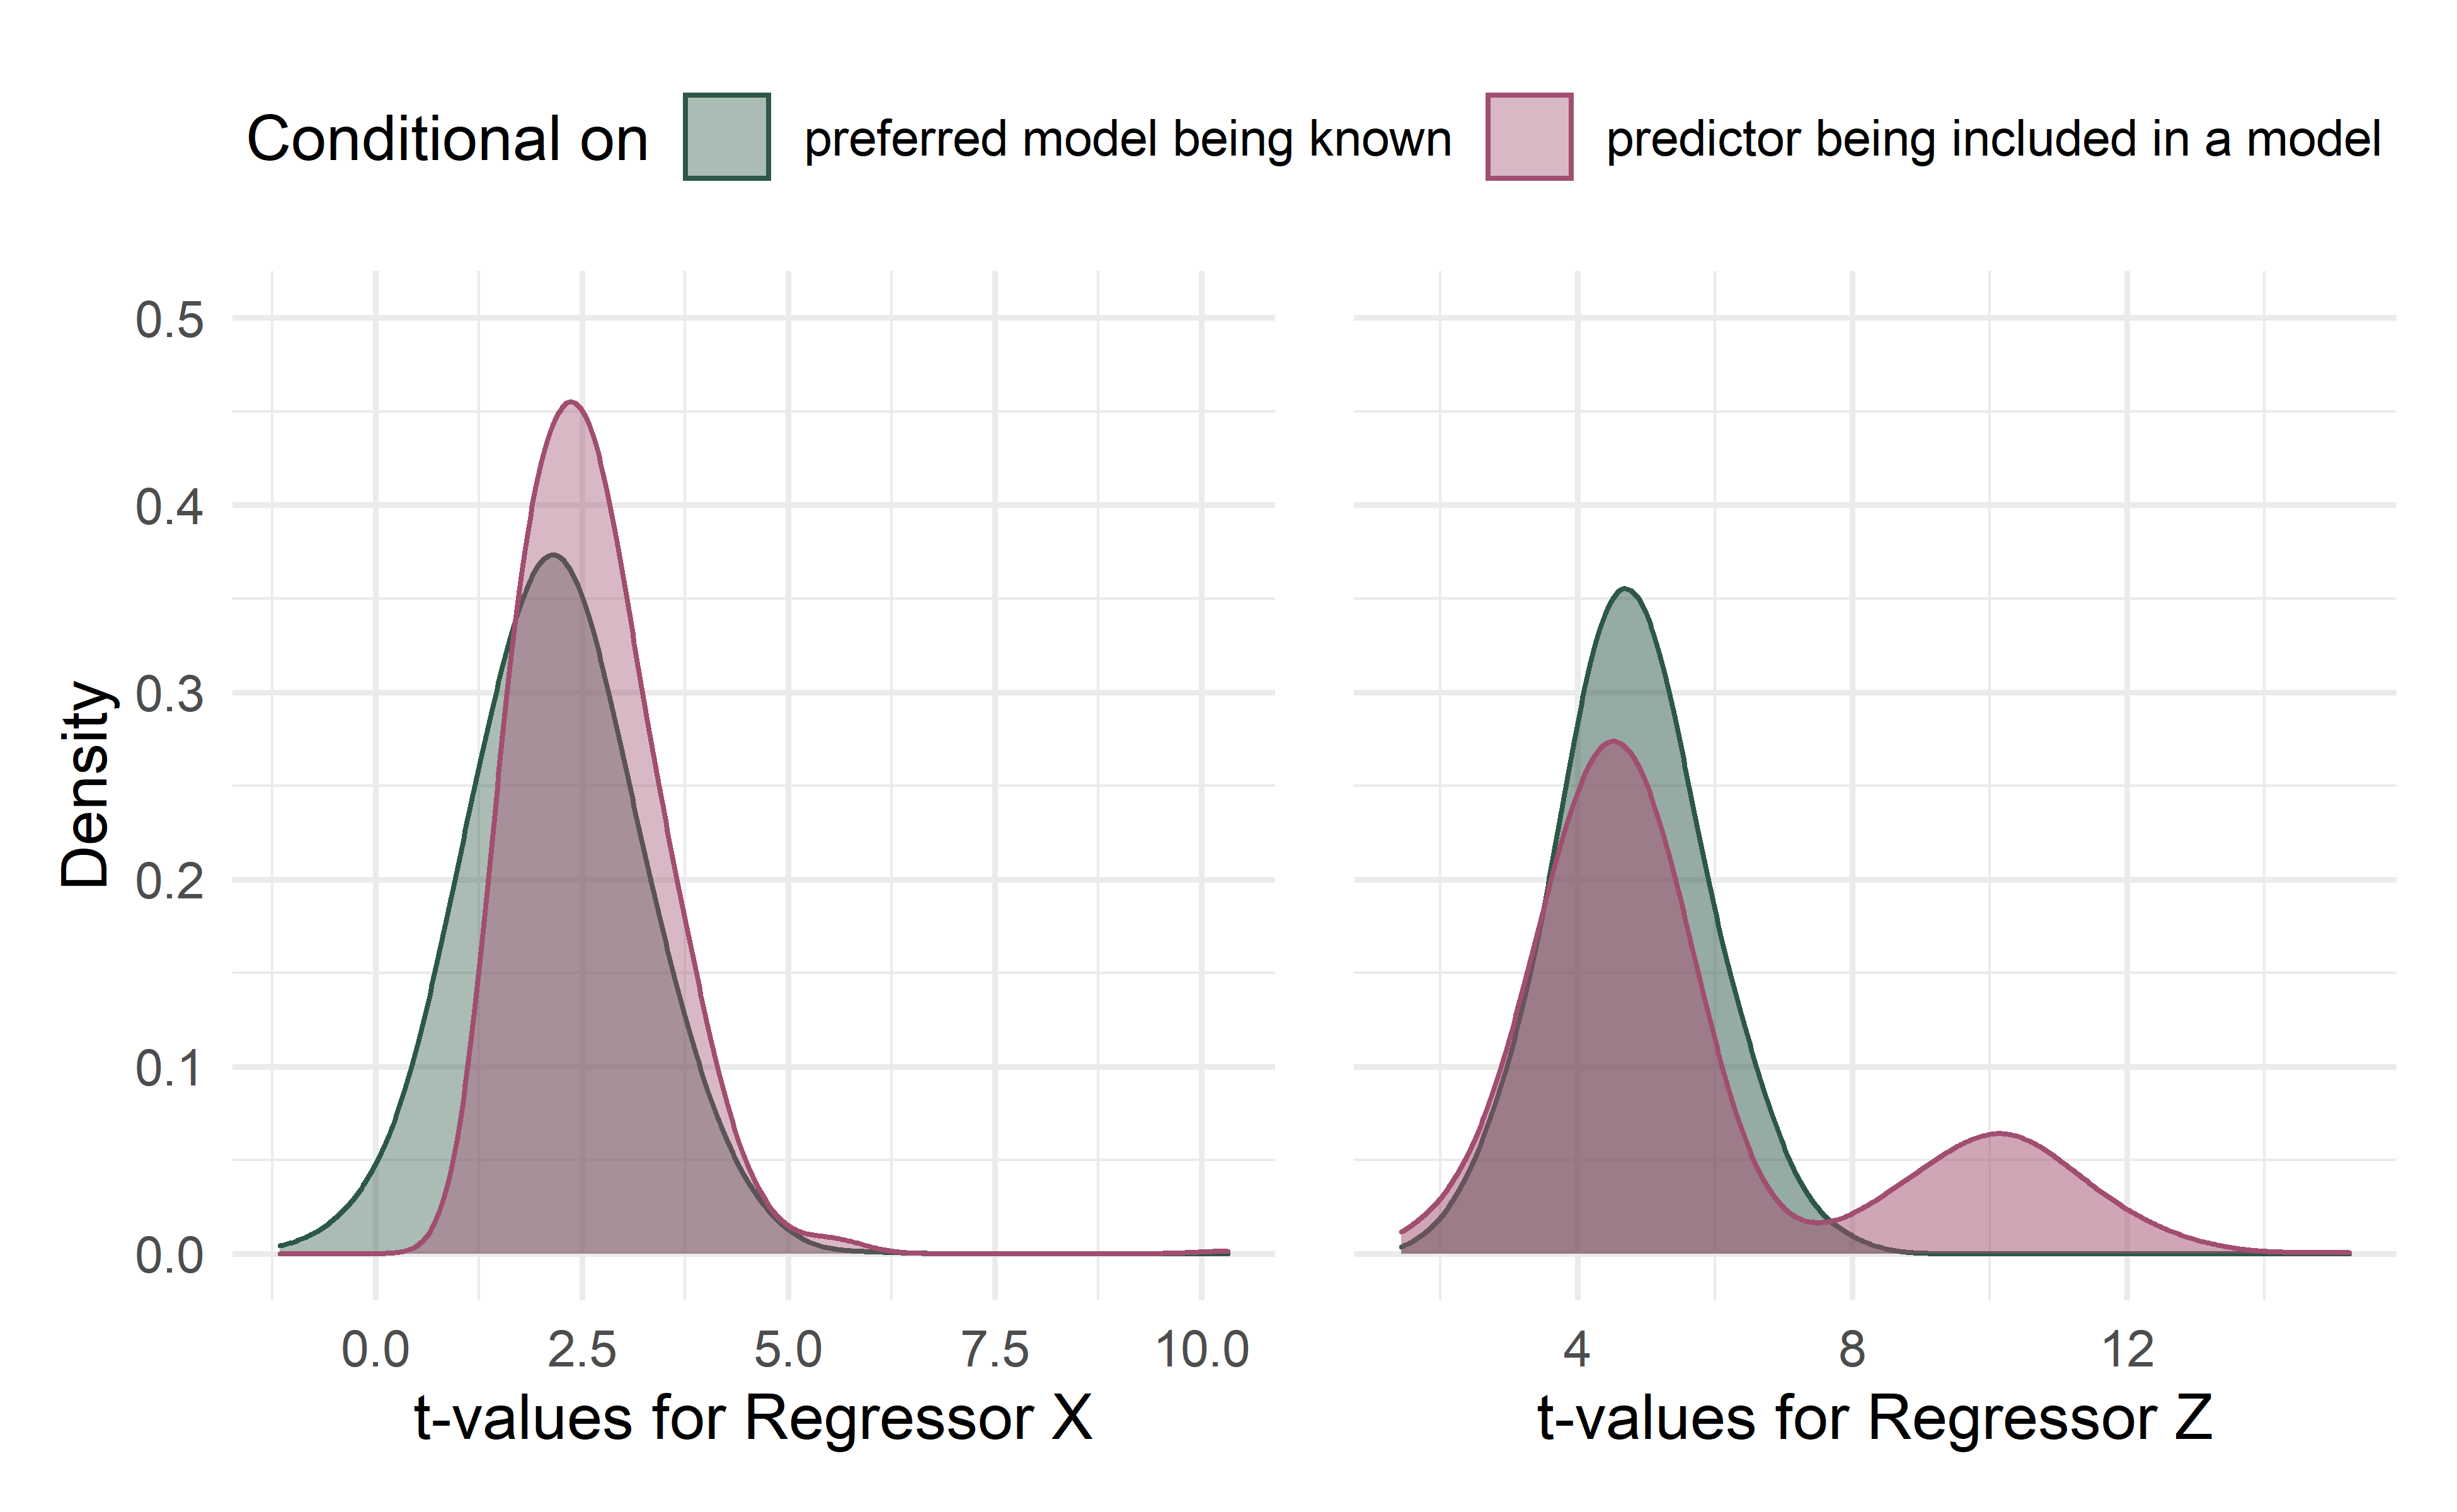 Conditional on preferred model being known predictor being included in a model
0.5
0.4
0.3
0.2
0.1
0.0
Density
0.0 2.5 5.0 7.5 10.0
4 8 12
t-values for Regressor X
t-values for Regressor Z